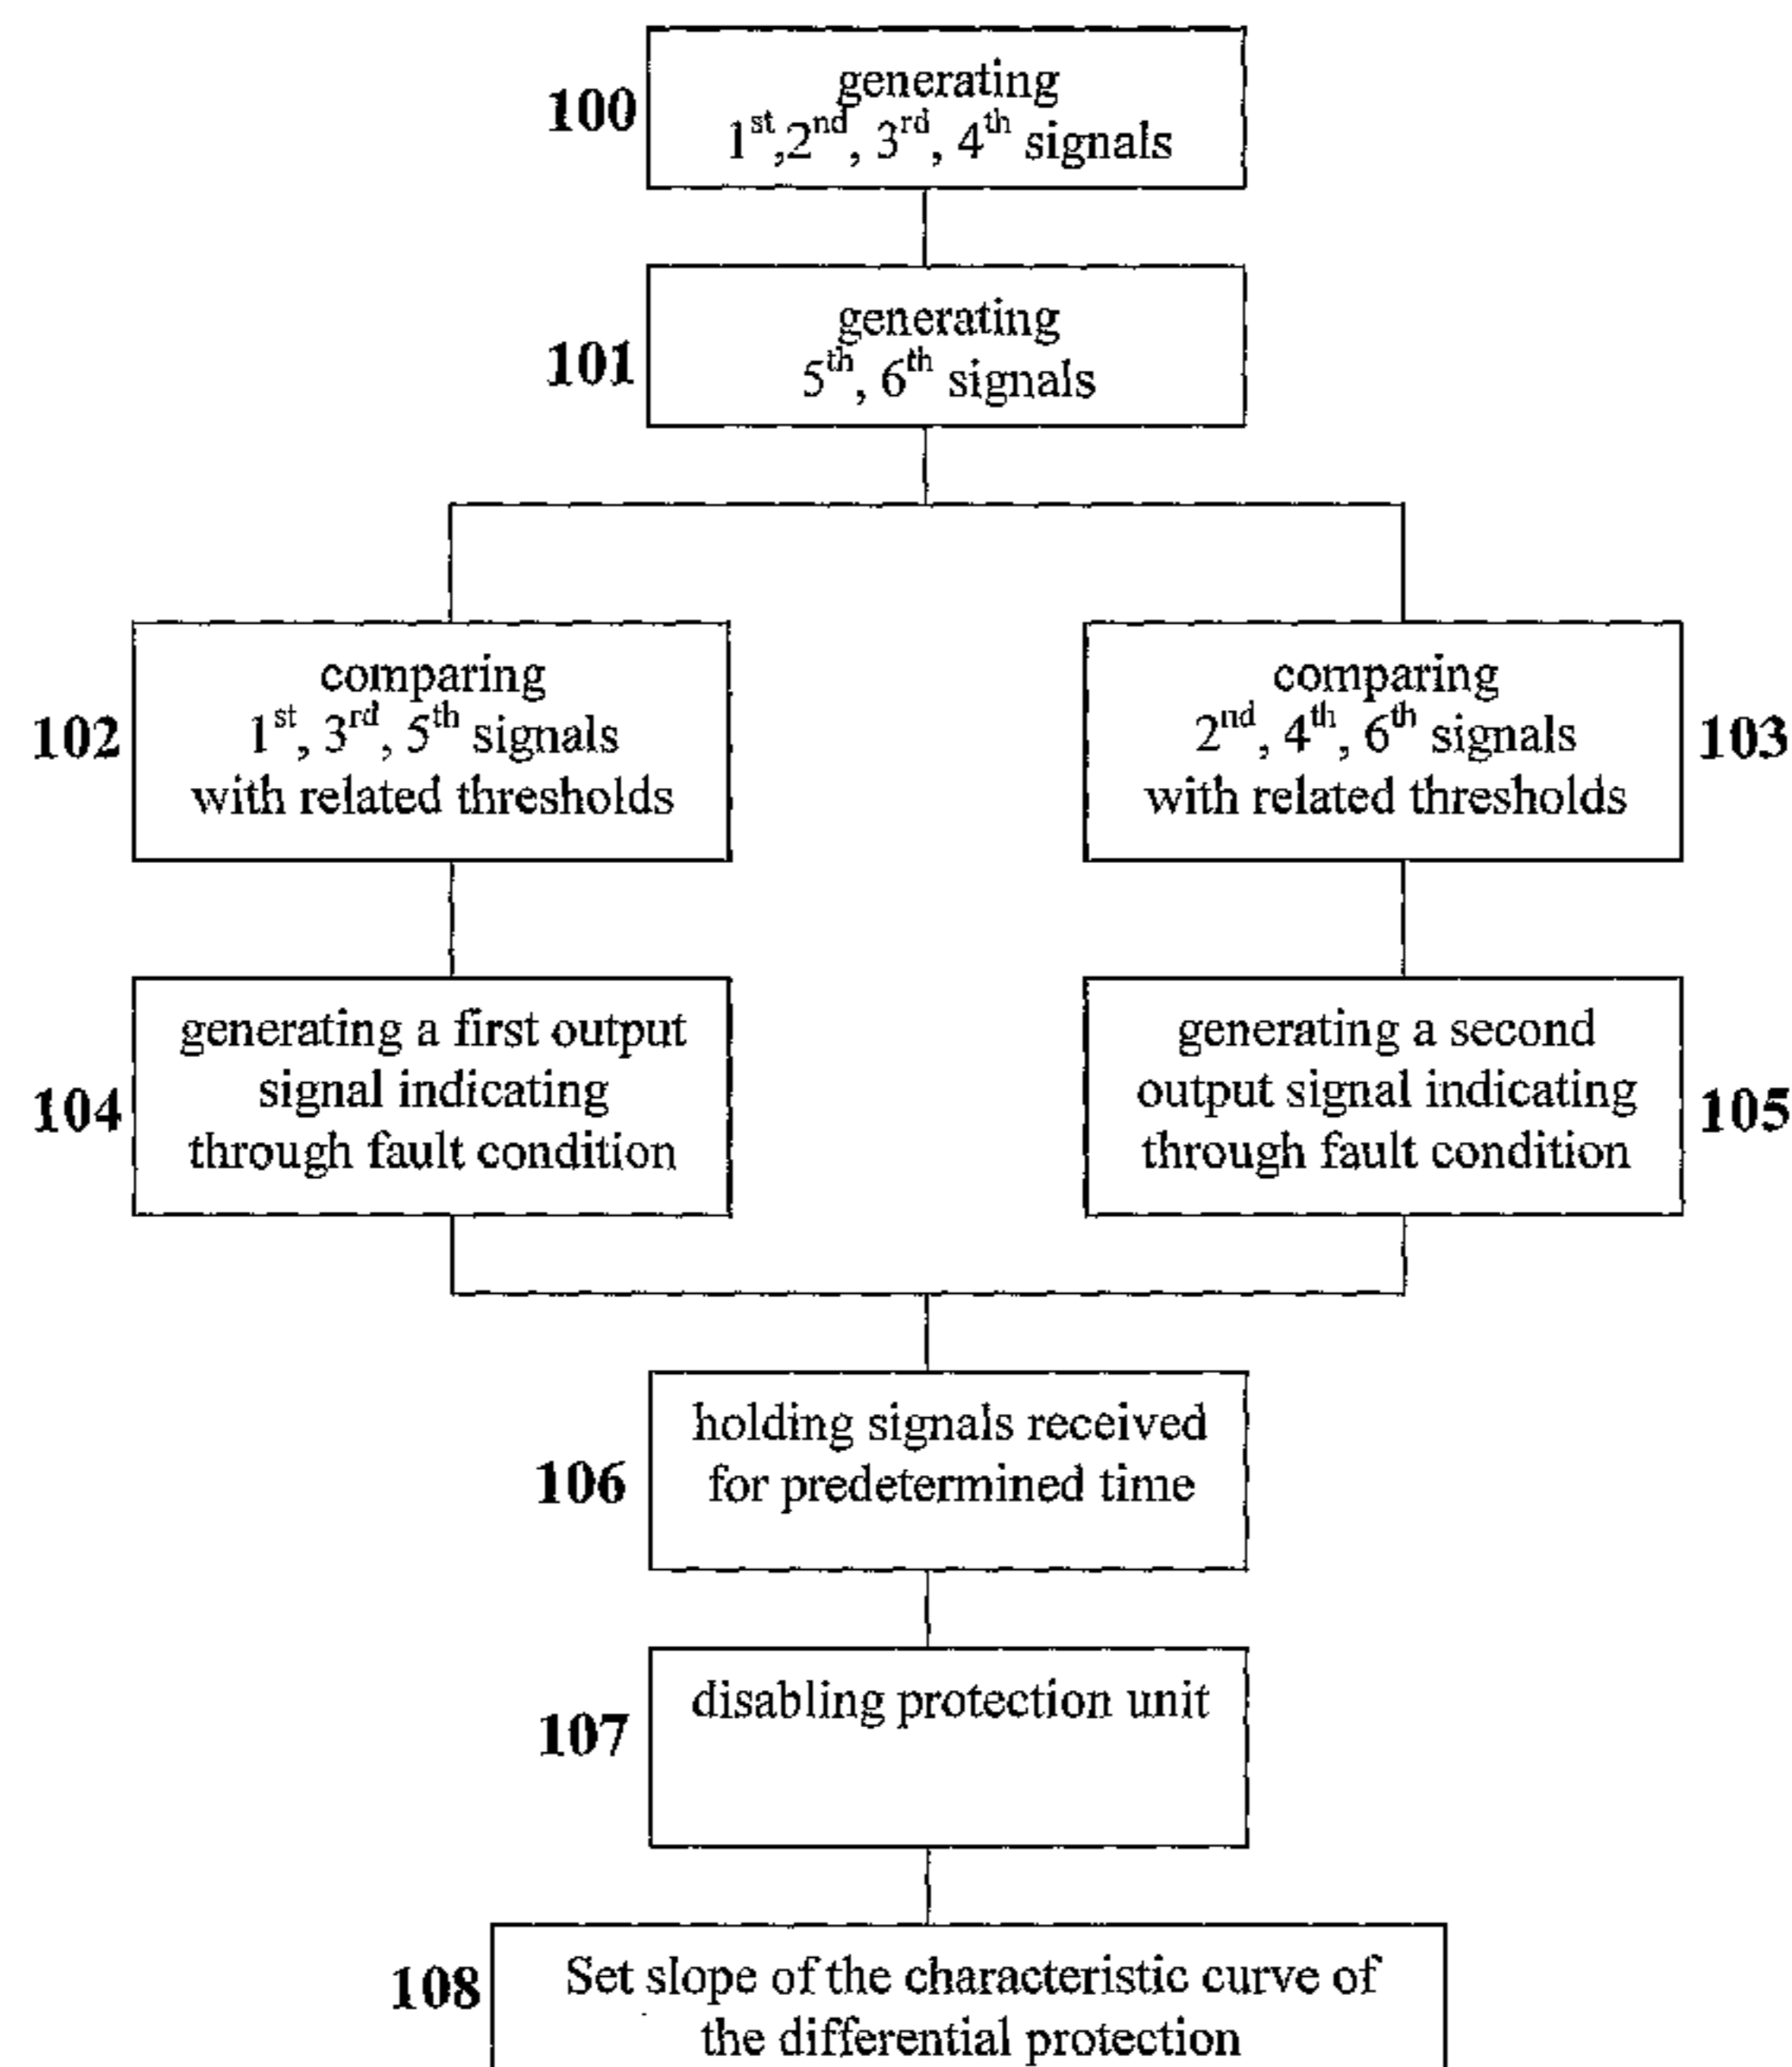 100
generating
1st,2nd, 3rd, 4th signals
101
generating
5th, 6th signals
102
comparing
1st, 3rd, 5th signals
with related thresholds
comparing
2nd, 4th, 6th signals
with related thresholds
103
104
generating a first output
signal indicating
through fault condition
generating a second
output signal indicating
through fault condition
105
106
holding signals received
for predetermined time
107
disabling protection unit
108
Set slope of the characteristic curve of
the differential protection